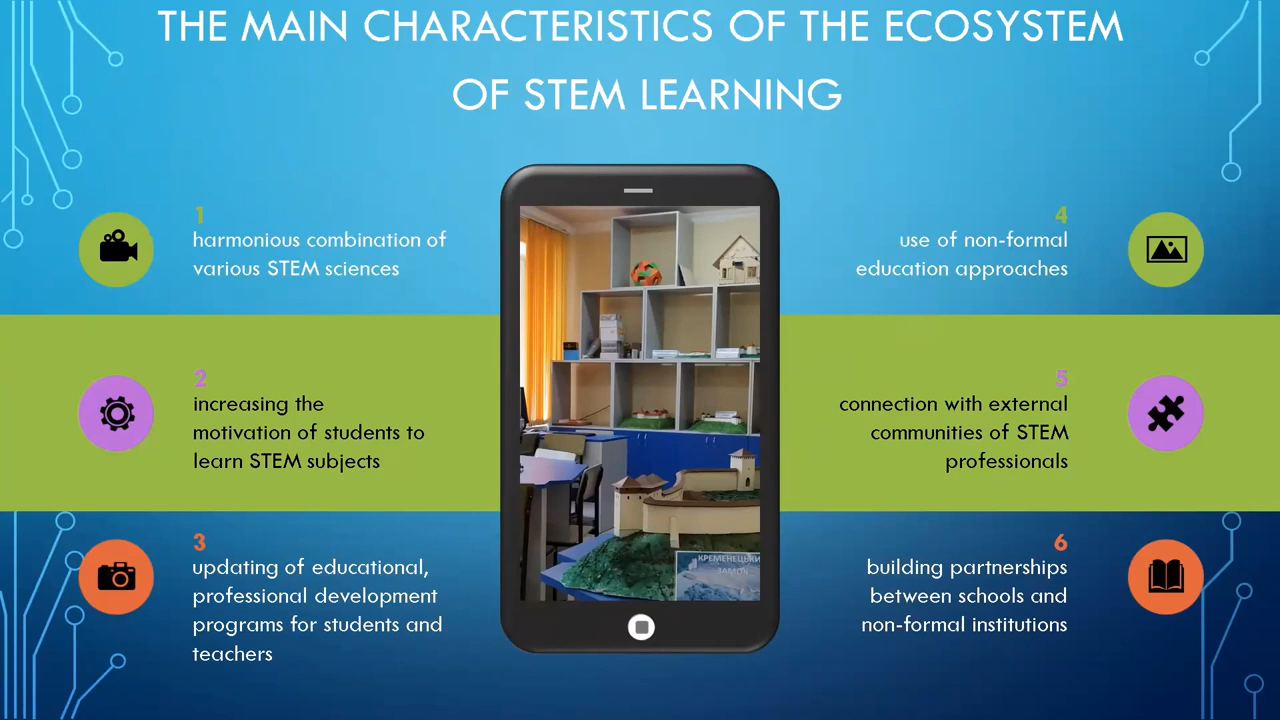 THE MAIN CHARACTERISTICS OF THE ECOSYSTEM
OF STEM LEARNING
1
harmonious combination of
various STEM sciences
2
increasing the
motivation of students to
learn STEM subjects
3
updating of educational,
professional development
programs for students and
teachers
4
use of non-formal
education approaches
5
connection with external
communities of STEM
professionals
6
building partnerships
between schools and
non-formal institutions
КРЕМЕНЕЦЬКИ
ЗАМОК